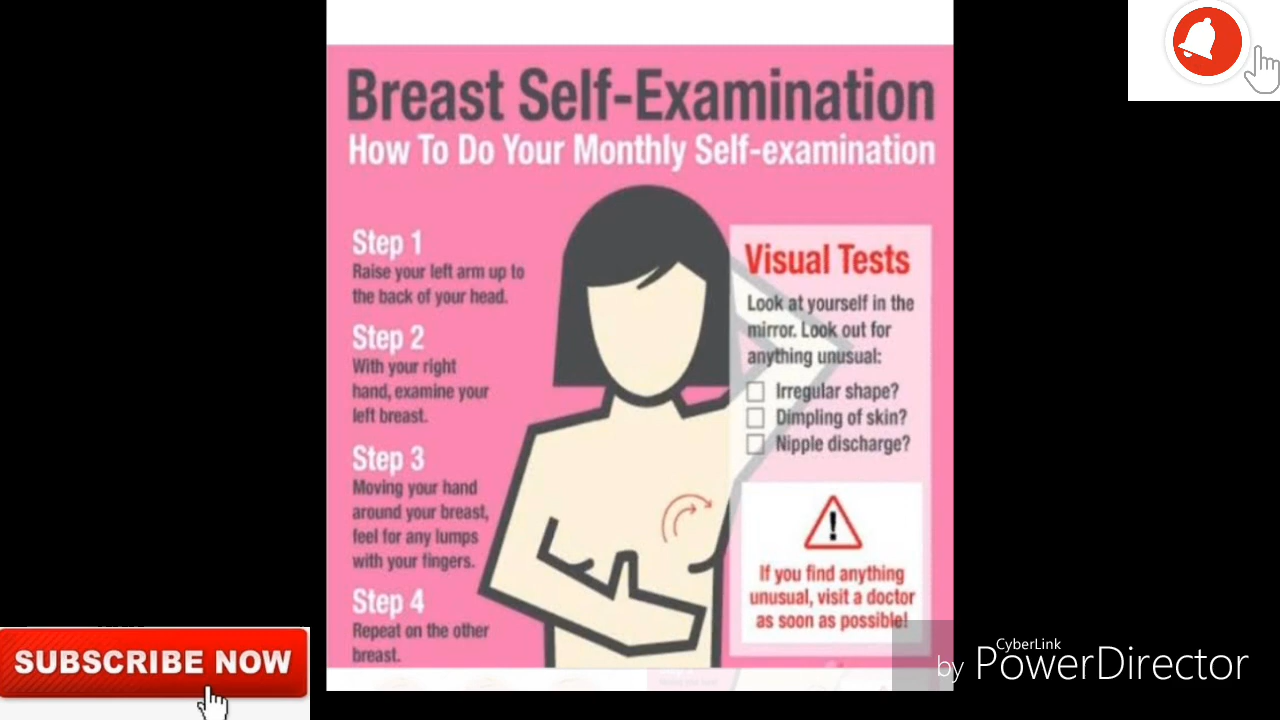 Breast Self-Examination
How To Do Your Monthly Self-examination
Step 1
Raise your left arm up to
the back of your head.
Step 2
With your right
hand, examine your
left breast.
Step 3
Moving your hand
around your breast,
feel for any lumps
with your fingers.
Step 4
Repeat on the other
breast.
Visual Tests
Look at yourself in the
mirror. Look out for
anything unusual:
Irregular shape?
Dimpling of skin?
Nipple discharge?
!
If you find anything
unusual, visit a doctor
as soon as possible!
SUBSCRIBE NOW
CyberLink
by PowerDirector